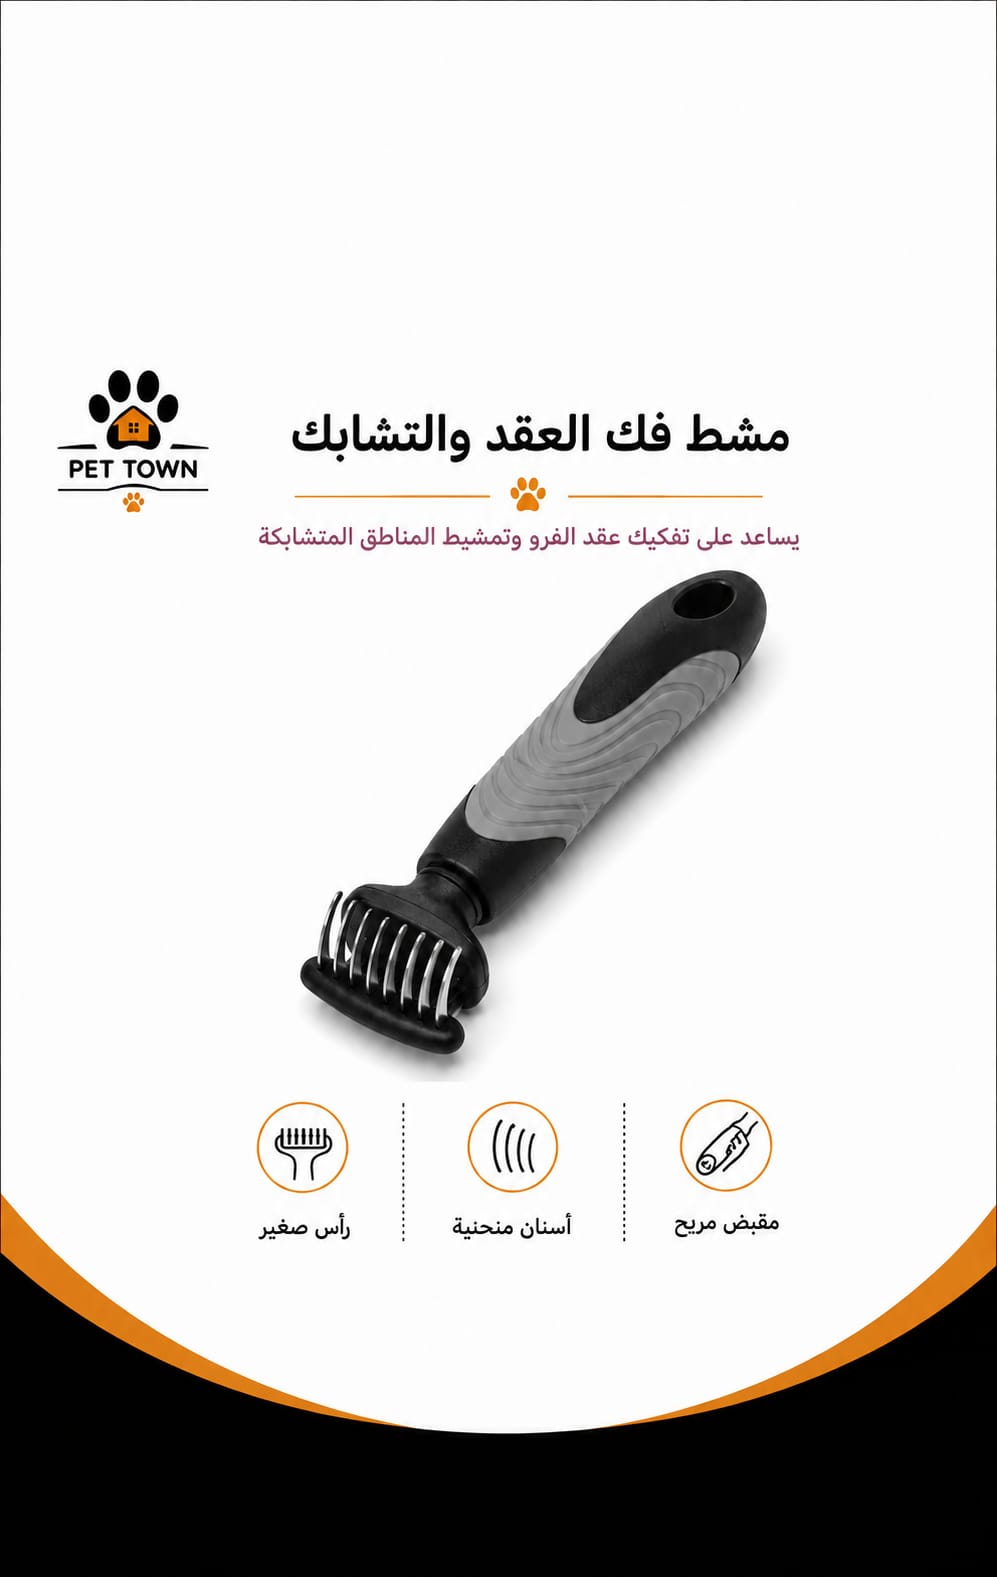 PET TOWN
مشط فك العقد والتشابك
يساعد على تفكيك عقد الفرو وتمشيط المناطق المتشابكة
مقبض مريح
أسنان منحنية
رأس صغير